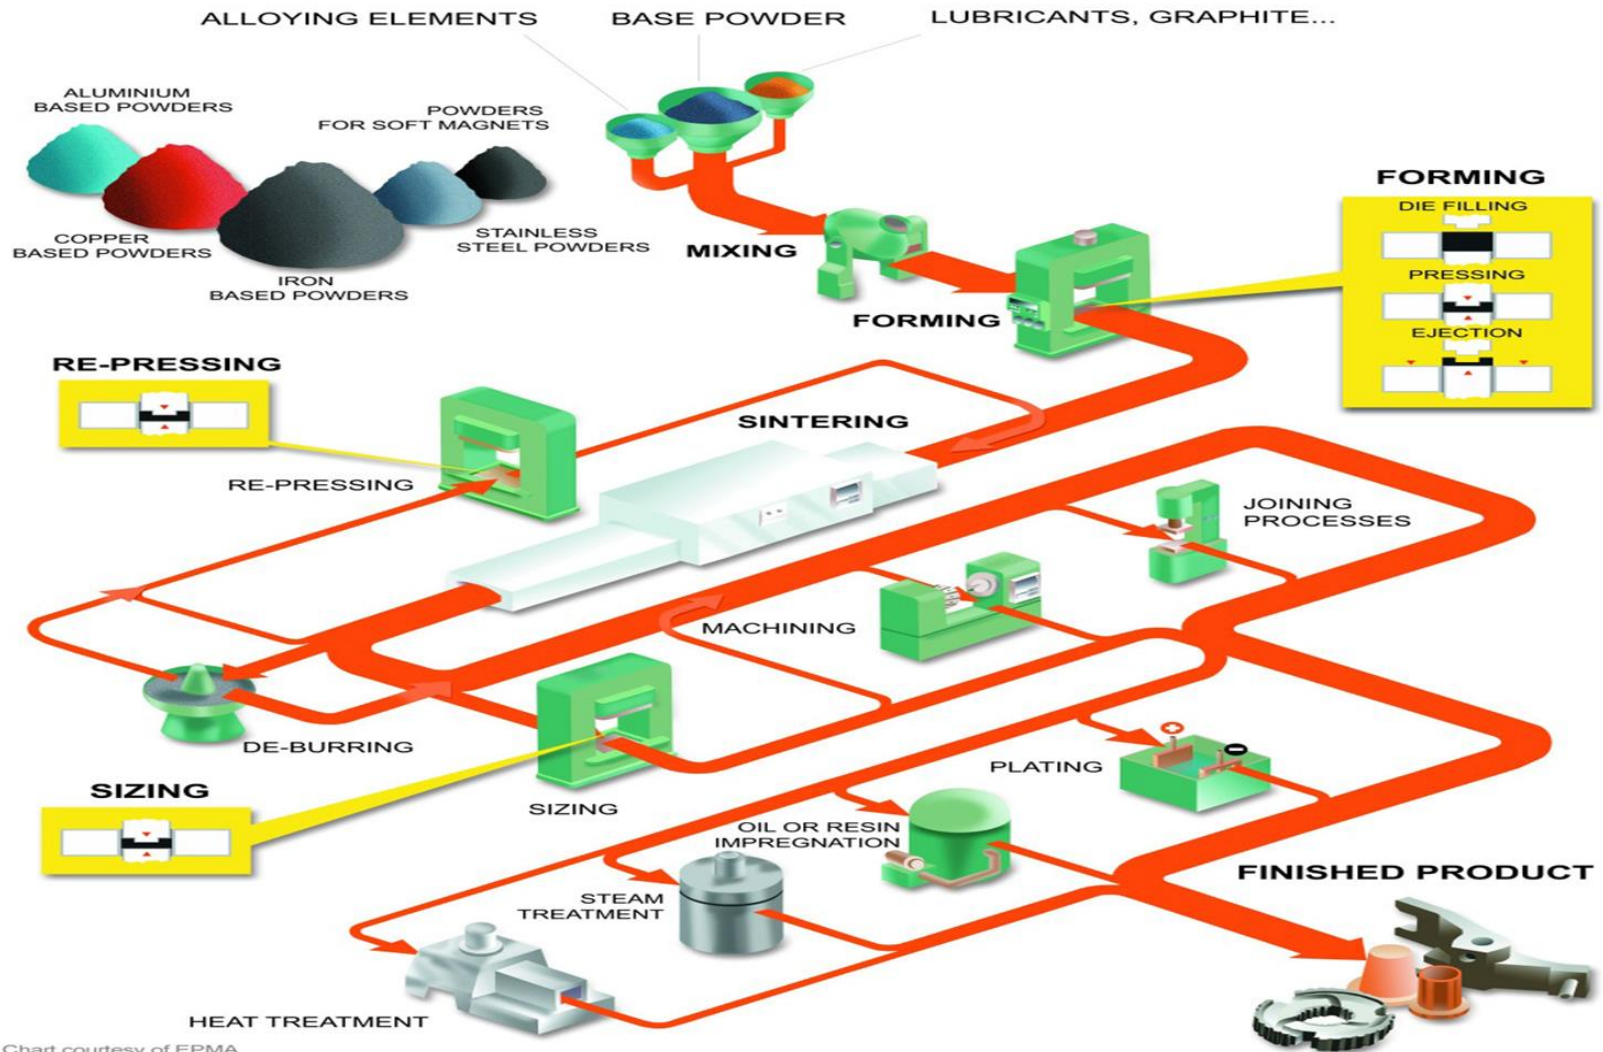 ALLOYING ELEMENTS
BASE POWDER
LUBRICANTS, GRAPHITE...
ALUMINIUM
BASED POWDERS
POWDERS
FOR SOFT MAGNETS
COPPER
BASED POWDERS
STAINLESS
STEEL POWDERS
IRON
BASED POWDERS
MIXING
FORMING
FORMING
DIE FILLING
PRESSING
EJECTION
RE-PRESSING
RE-PRESSING
SINTERING
JOINING
PROCESSES
MACHINING
DE-BURRING
SIZING
SIZING
PLATING
OIL OR RESIN
IMPREGNATION
STEAM
TREATMENT
HEAT TREATMENT
FINISHED PRODUCT
Chart courtesy of EPMA